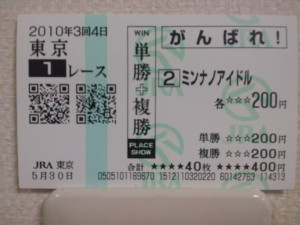 2010年3回4日
東京
1レース
JRA 東京
5月30日
WIN
単勝+複勝
PLACE SHOW
がんばれ！
2 ミンナノアイドル
各☆☆☆200円
単勝 ☆☆☆200円
複勝 ☆☆☆200円
合計 ★★★★40枚 ★★★★400円